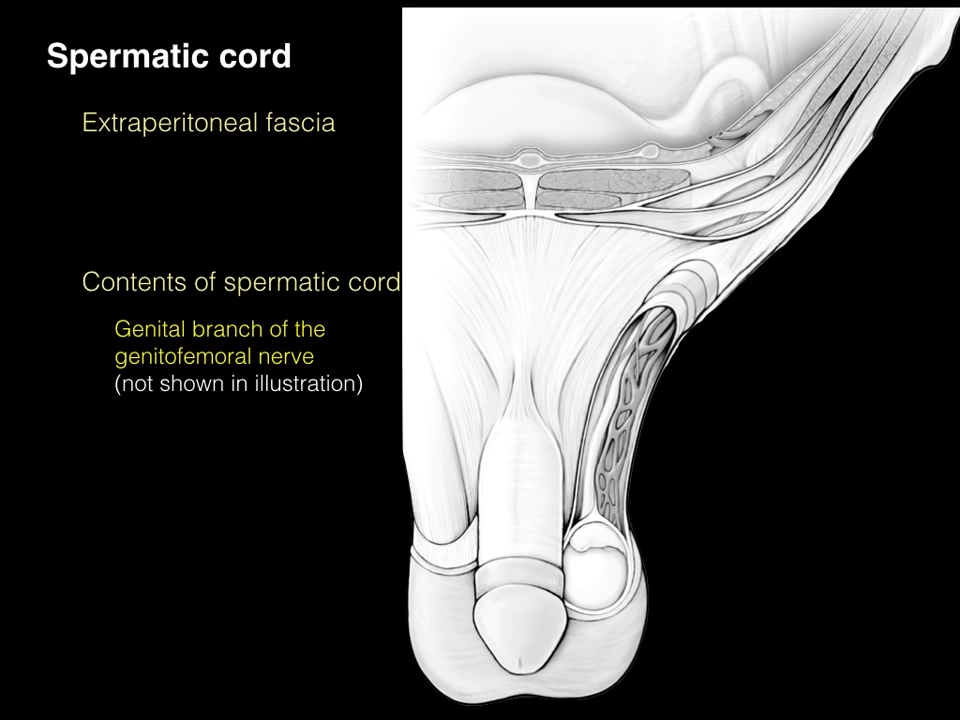 Spermatic cord
Extraperitoneal fascia
Contents of spermatic cord
Genital branch of the
genitofemoral nerve
(not shown in illustration)